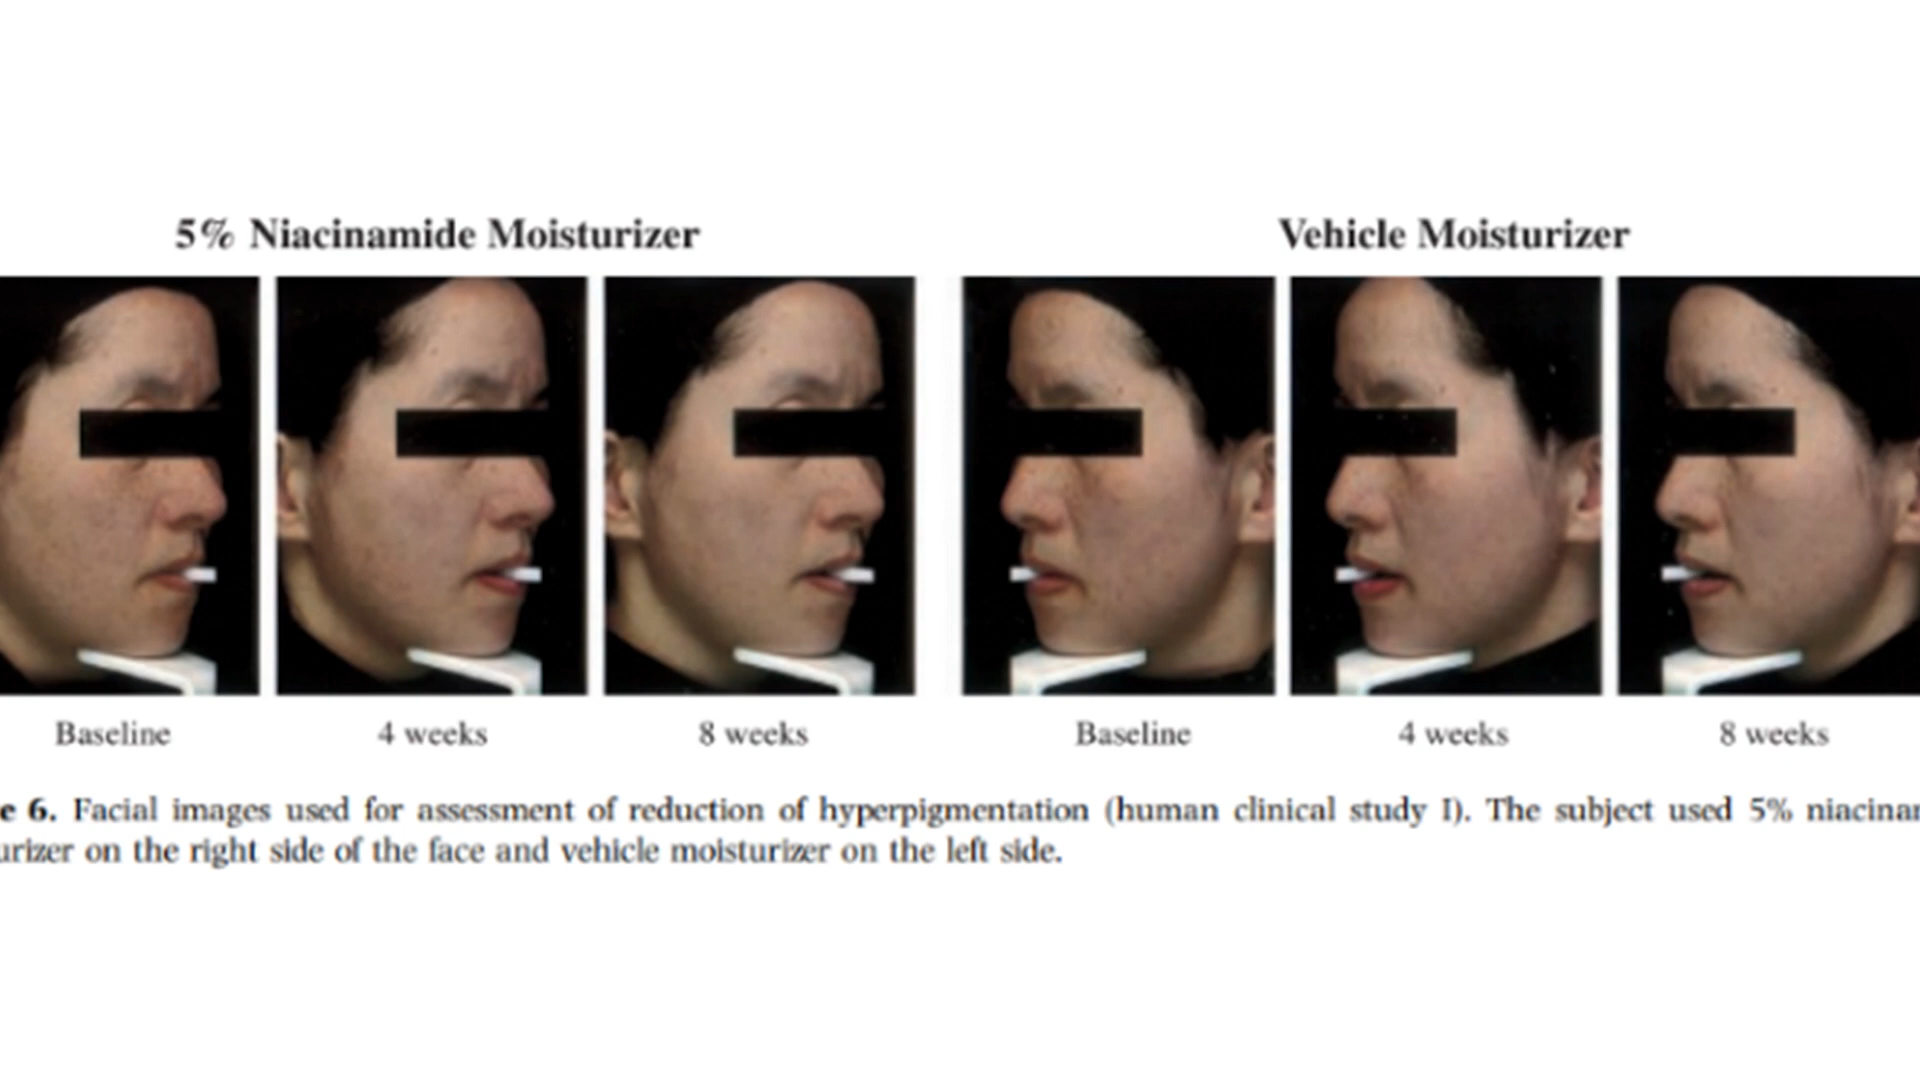 5% Niacinamide Moisturizer
Vehicle Moisturizer
Baseline
4 weeks
8 weeks
Baseline
4 weeks
8 weeks
e 6. Facial images used for assessment of reduction of hyperpigmentation (human clinical study I). The subject used 5% niacinam
urizer on the right side of the face and vehicle moisturizer on the left side.